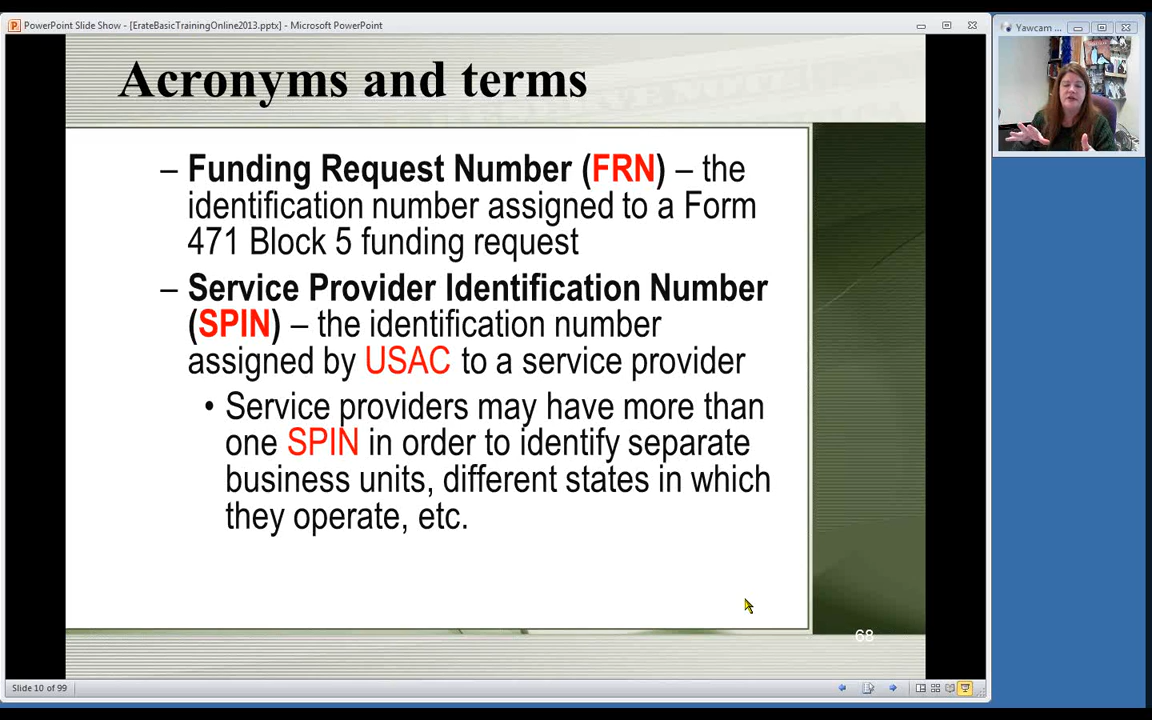 PowerPoint Slide Show - [ErateBasicTrainingOnline2013.pptx] - Microsoft PowerPoint
Yawcam ...
Acronyms and terms
– Funding Request Number (FRN) – the
identification number assigned to a Form
471 Block 5 funding request
– Service Provider Identification Number
(SPIN) – the identification number
assigned by USAC to a service provider
• Service providers may have more than
one SPIN in order to identify separate
business units, different states in which
they operate, etc.
68
Slide 10 of 99